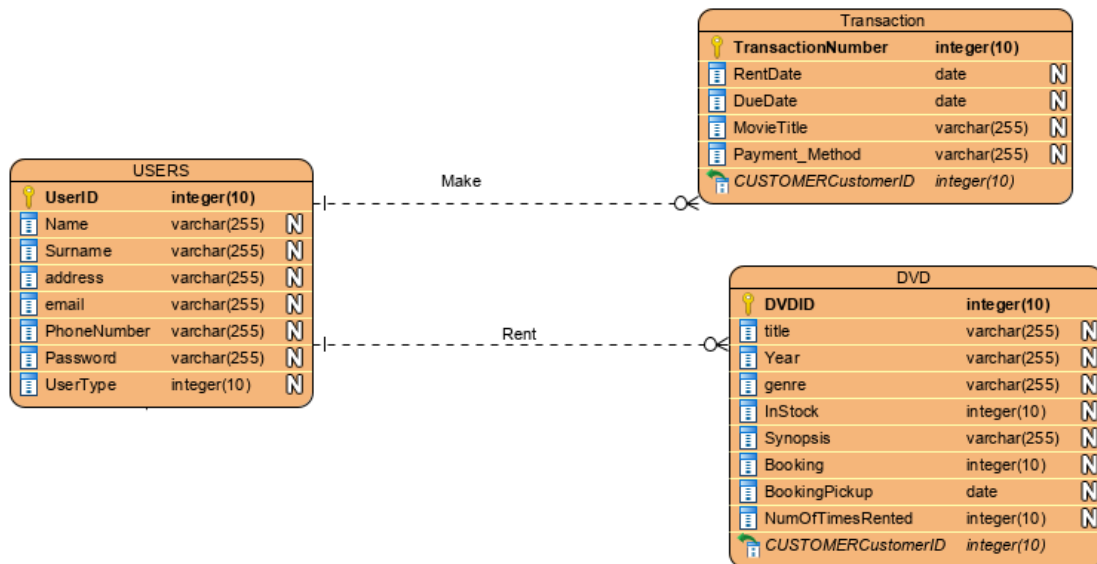 Transaction
TransactionNumber integer(10)
RentDate date N
DueDate date N
MovieTitle varchar(255) N
Payment_Method varchar(255) N
CUSTOMERCustomerID integer(10)
Make
USERS
UserID integer(10)
Name varchar(255) N
Surname varchar(255) N
address varchar(255) N
email varchar(255) N
PhoneNumber varchar(255) N
Password varchar(255) N
UserType integer(10) N
Rent
DVD
DVDID integer(10)
title varchar(255) N
Year varchar(255) N
genre varchar(255) N
InStock integer(10) N
Synopsis varchar(255) N
Booking integer(10) N
BookingPickup date N
NumOfTimesRented integer(10) N
CUSTOMERCustomerID integer(10)